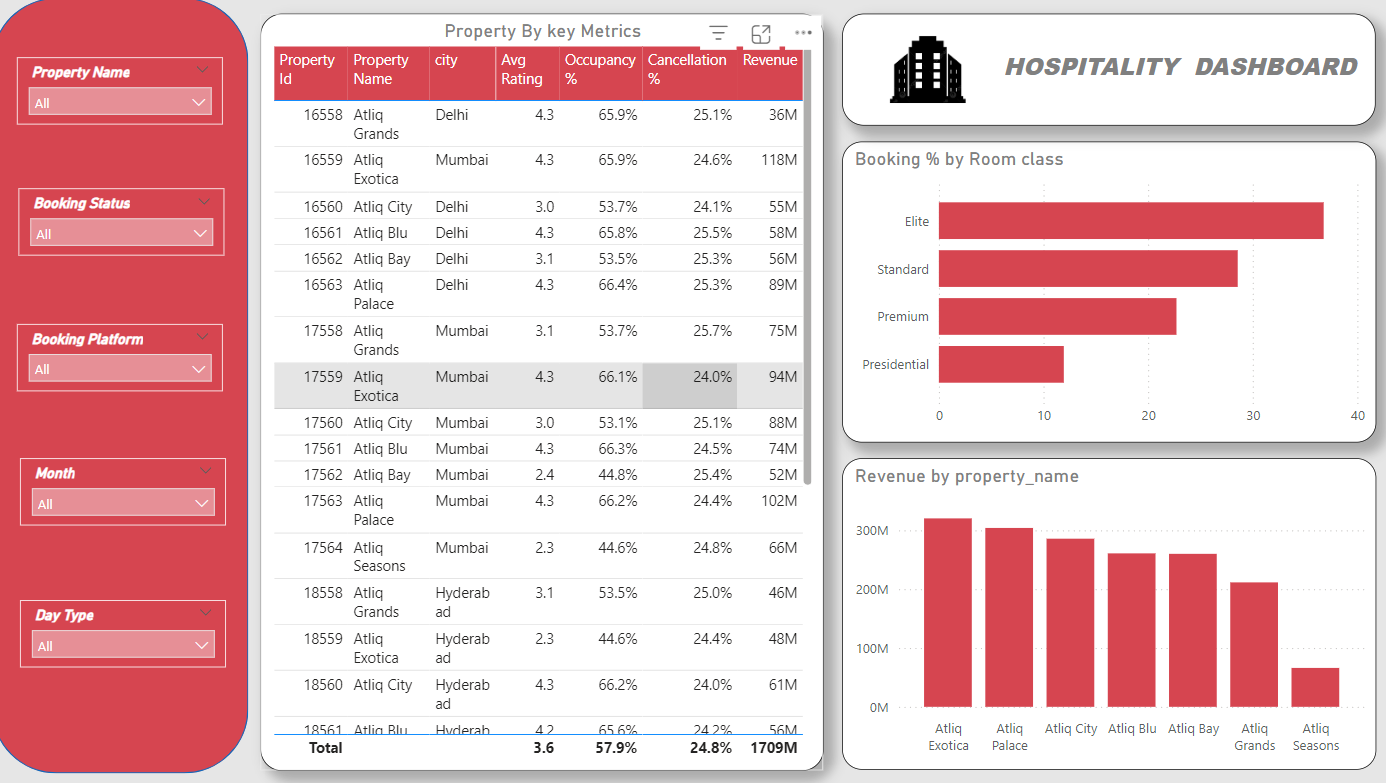 Property Name
All
Booking Status
All
Booking Platform
All
Month
All
Day Type
All
Property By key Metrics
Property Id Property Name city Avg Rating Occupancy % Cancellation % Revenue
16558 Atliq Grands Delhi 4.3 65.9% 25.1% 36M
16559 Atliq Exotica Mumbai 4.3 65.9% 24.6% 118M
16560 Atliq City Delhi 3.0 53.7% 24.1% 55M
16561 Atliq Blu Delhi 4.3 65.8% 25.5% 58M
16562 Atliq Bay Delhi 3.1 53.5% 25.3% 56M
16563 Atliq Palace Delhi 4.3 66.4% 25.3% 89M
17558 Atliq Grands Mumbai 3.1 53.7% 25.7% 75M
17559 Atliq Exotica Mumbai 4.3 66.1% 24.0% 94M
17560 Atliq City Mumbai 3.0 53.1% 25.1% 88M
17561 Atliq Blu Mumbai 4.3 66.3% 24.5% 74M
17562 Atliq Bay Mumbai 2.4 44.8% 25.4% 52M
17563 Atliq Palace Mumbai 4.3 66.2% 24.4% 102M
17564 Atliq Seasons Mumbai 2.3 44.6% 24.8% 66M
18558 Atliq Grands Hyderabad 3.1 53.5% 25.0% 46M
18559 Atliq Exotica Hyderabad 2.3 44.6% 24.4% 48M
18560 Atliq City Hyderabad 4.3 66.2% 24.0% 61M
18561 Atliq Blu Hyderab 4.2 65.6% 24.2% 56M
Total 3.6 57.9% 24.8% 1709M
HOSPITALITY DASHBOARD
Booking % by Room class
Elite
Standard
Premium
Presidential
0 10 20 30 40
Revenue by property_name
300M
200M
100M
0M
Atliq Exotica Atliq Palace Atliq City Atliq Blu Atliq Bay Atliq Grands Atliq Seasons